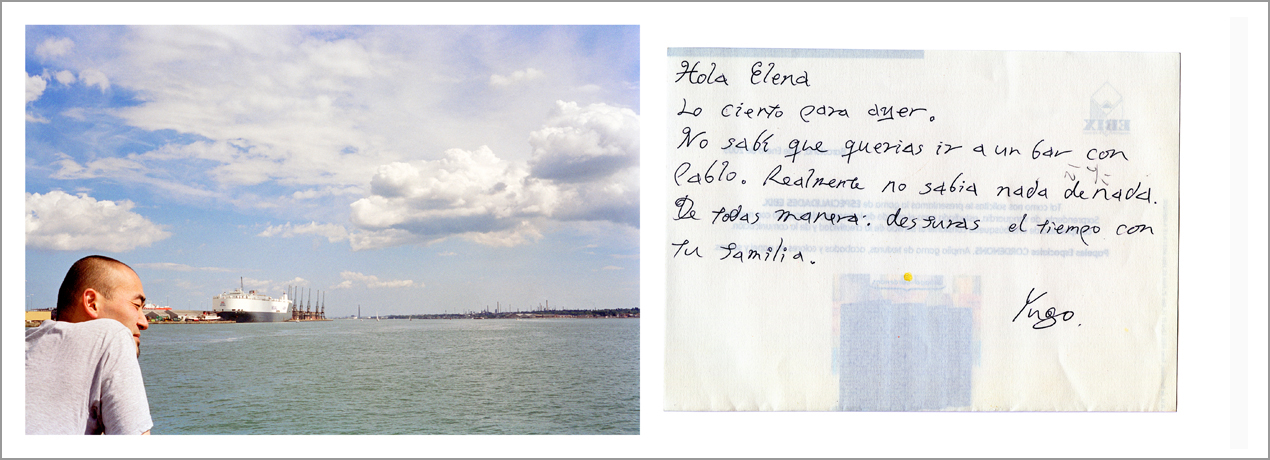 Hola Elena
Lo ciento para ayer.
No sabí que querias ir a un bar con
Pablo. Realmente no sabia nada de nada.
De todas manera: desfuras el tiempo con
tu familia.
Yugo.